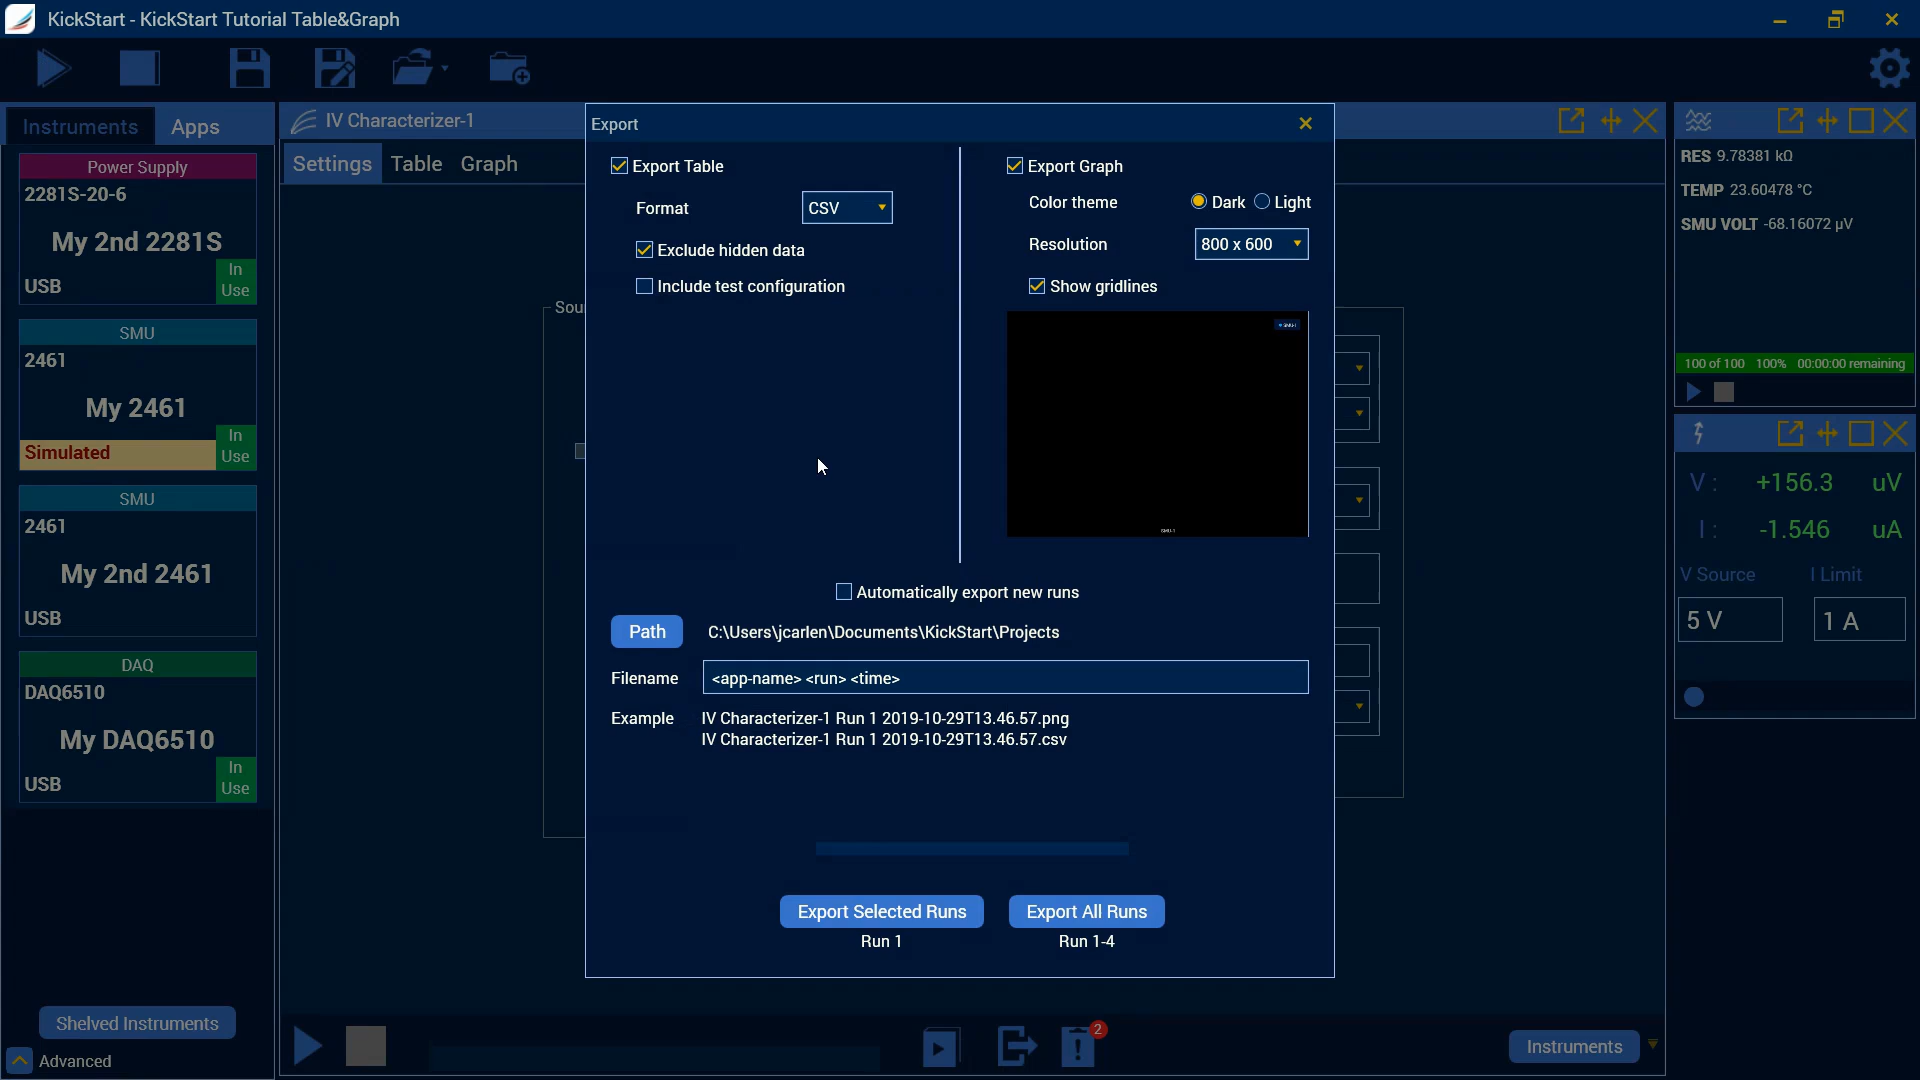 KickStart - KickStart Tutorial Table&Graph
Instruments
Apps
Power Supply
2281S-20-6
My 2nd 2281S
USB
In
Use
SMU
2461
My 2461
Simulated
In
Use
SMU
2461
My 2nd 2461
USB
DAQ
DAQ6510
My DAQ6510
USB
In
Use
Shelved Instruments
Advanced
IV Characterizer-1
Settings
Table
Graph
Sou
Export
Export Table
Format
CSV
Exclude hidden data
Include test configuration
Export Graph
Color theme
Dark
Light
Resolution
800 x 600
Show gridlines
SMU-1
SMU-1
Automatically export new runs
Path
C:\Users\jcarlen\Documents\KickStart\Projects
Filename
<app-name> <run> <time>
Example
IV Characterizer-1 Run 1 2019-10-29T13.46.57.png
IV Characterizer-1 Run 1 2019-10-29T13.46.57.csv
Export Selected Runs
Run 1
Export All Runs
Run 1-4
2
Instruments
RES 9.78381 kΩ
TEMP 23.60478 °C
SMU VOLT -68.16072 µV
100 of 100 100% 00:00:00 remaining
V : +156.3 uV
I : -1.546 uA
V Source
I Limit
5 V
1 A